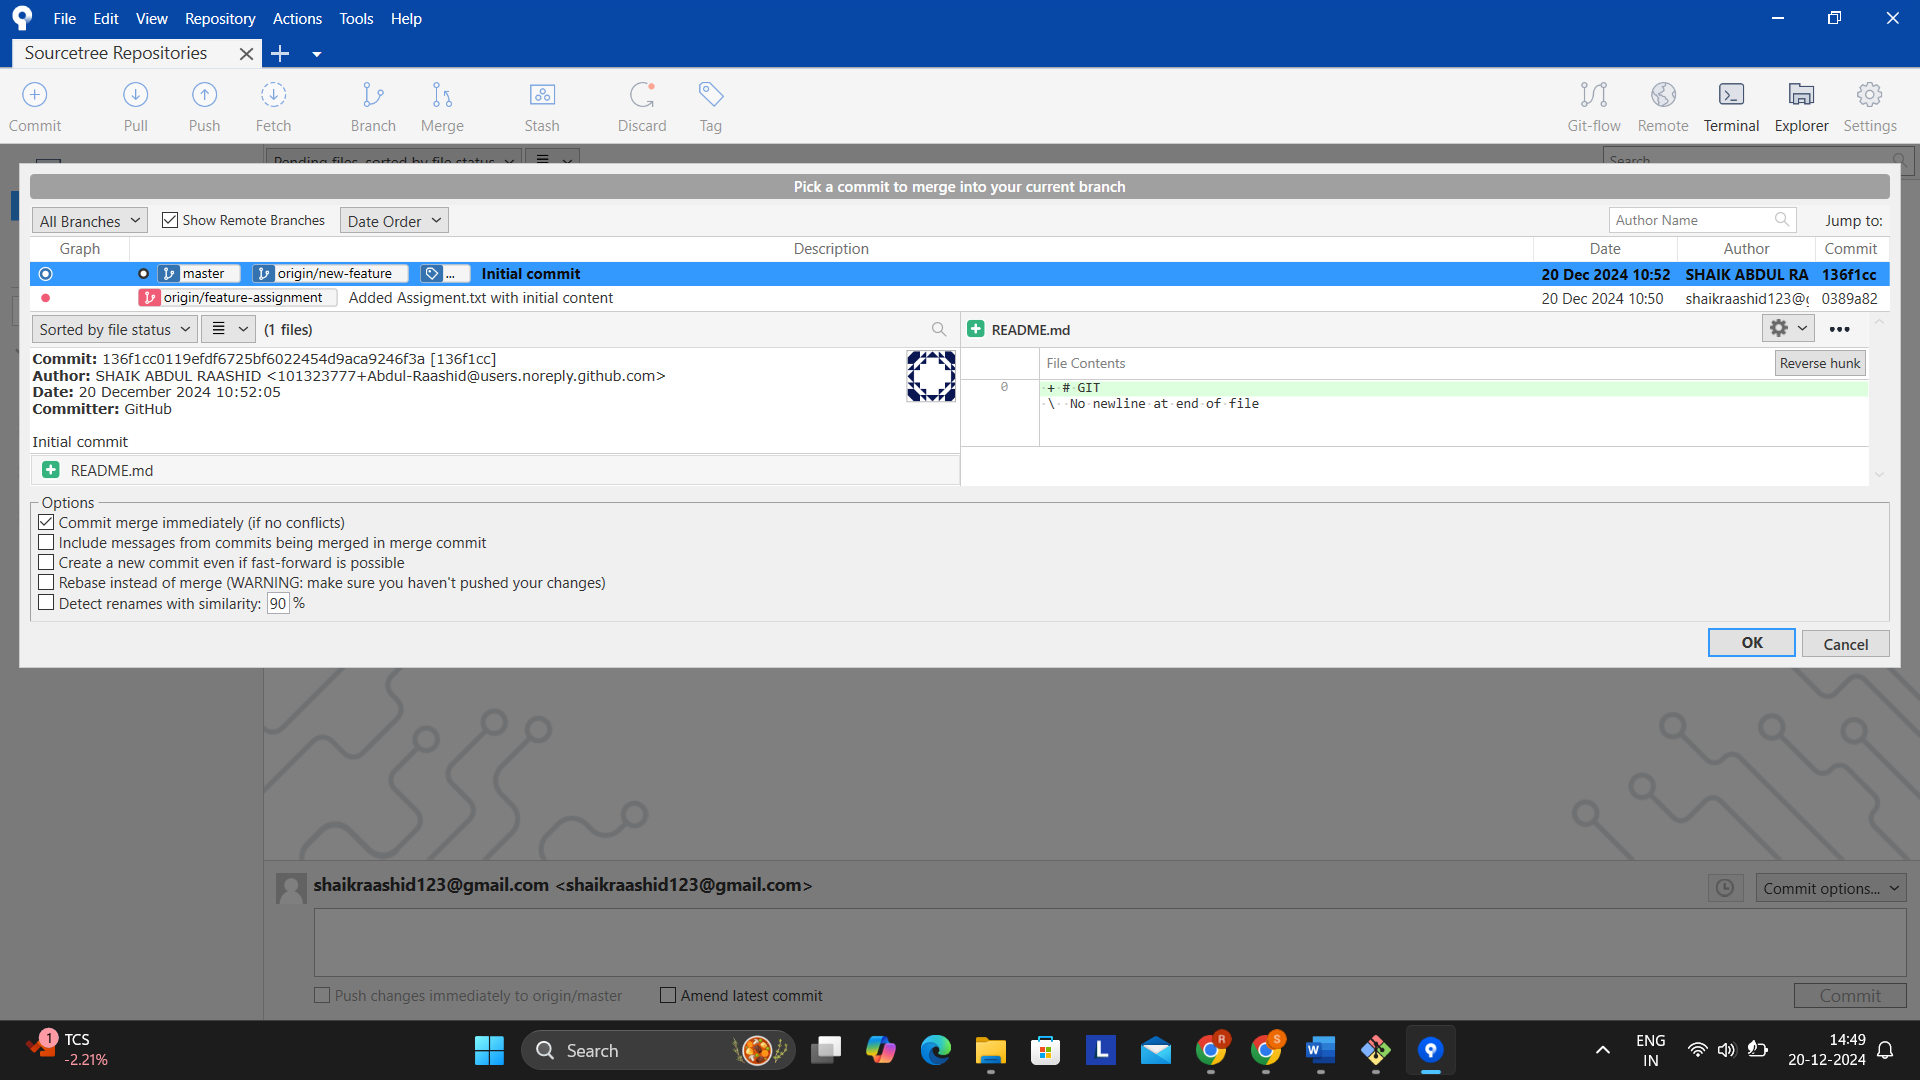 File Edit View Repository Actions Tools Help
Sourcetree Repositories
Commit Pull Push Fetch Branch Merge Stash Discard Tag Git-flow Remote Terminal Explorer Settings
Pending files, sorted by file status Search
Pick a commit to merge into your current branch
All Branches Show Remote Branches Date Order Author Name Jump to:
Graph Description Date Author Commit
master origin/new-feature ... Initial commit 20 Dec 2024 10:52 SHAIK ABDUL RA 136f1cc
origin/feature-assignment Added Assigment.txt with initial content 20 Dec 2024 10:50 shaikraashid123@g 0389a82
Sorted by file status (1 files) README.md
Commit: 136f1cc0119efdf6725bf6022454d9aca9246f3a [136f1cc]
Author: SHAIK ABDUL RAASHID <101323777+Abdul-Raashid@users.noreply.github.com>
Date: 20 December 2024 10:52:05
Committer: GitHub
Initial commit
README.md
File Contents Reverse hunk
0 + # GIT
\ No newline at end of file
Options
Commit merge immediately (if no conflicts)
Include messages from commits being merged in merge commit
Create a new commit even if fast-forward is possible
Rebase instead of merge (WARNING: make sure you haven't pushed your changes)
Detect renames with similarity: 90 %
OK Cancel
shaikraashid123@gmail.com <shaikraashid123@gmail.com> Commit options...
Push changes immediately to origin/master Amend latest commit Commit
1 TCS
-2.21%
Search
L
R
S
W
ENG
IN
14:49
20-12-2024